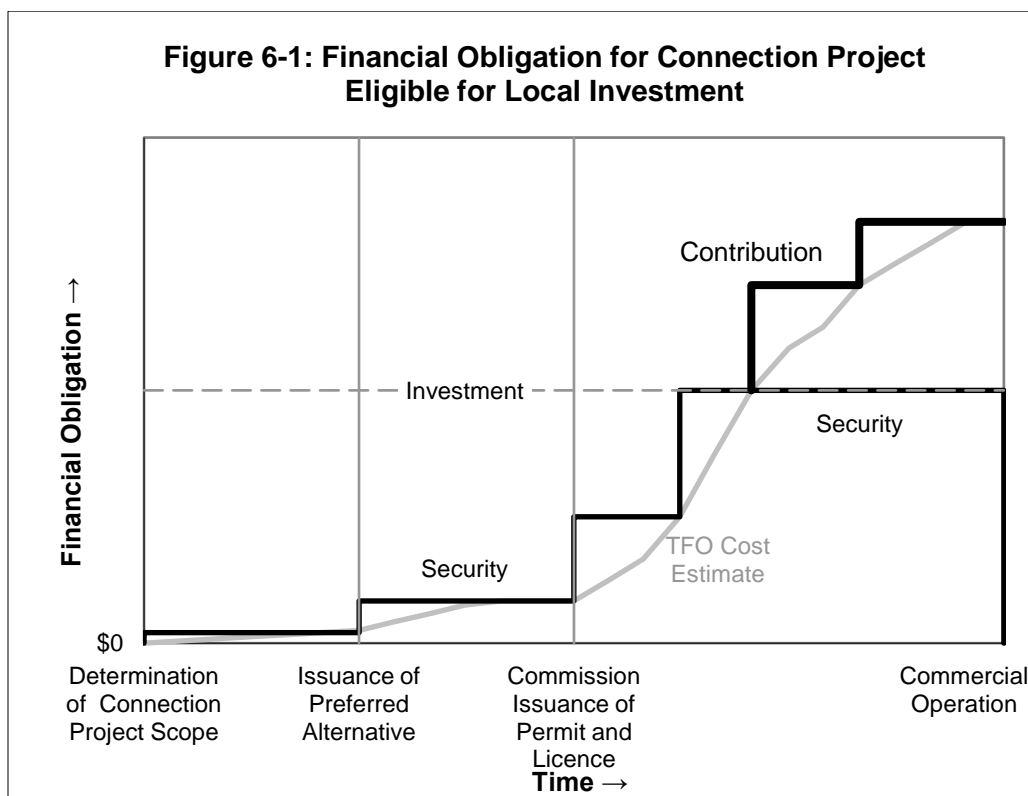 Figure 6-1: Financial Obligation for Connection Project
Eligible for Local Investment
Financial Obligation →
Contribution
Investment
Security
Security
TFO Cost
Estimate
$0
Determination
of Connection
Project Scope
Issuance of
Preferred
Alternative
Commission
Issuance of
Permit and
Licence
Commercial
Operation
Time →